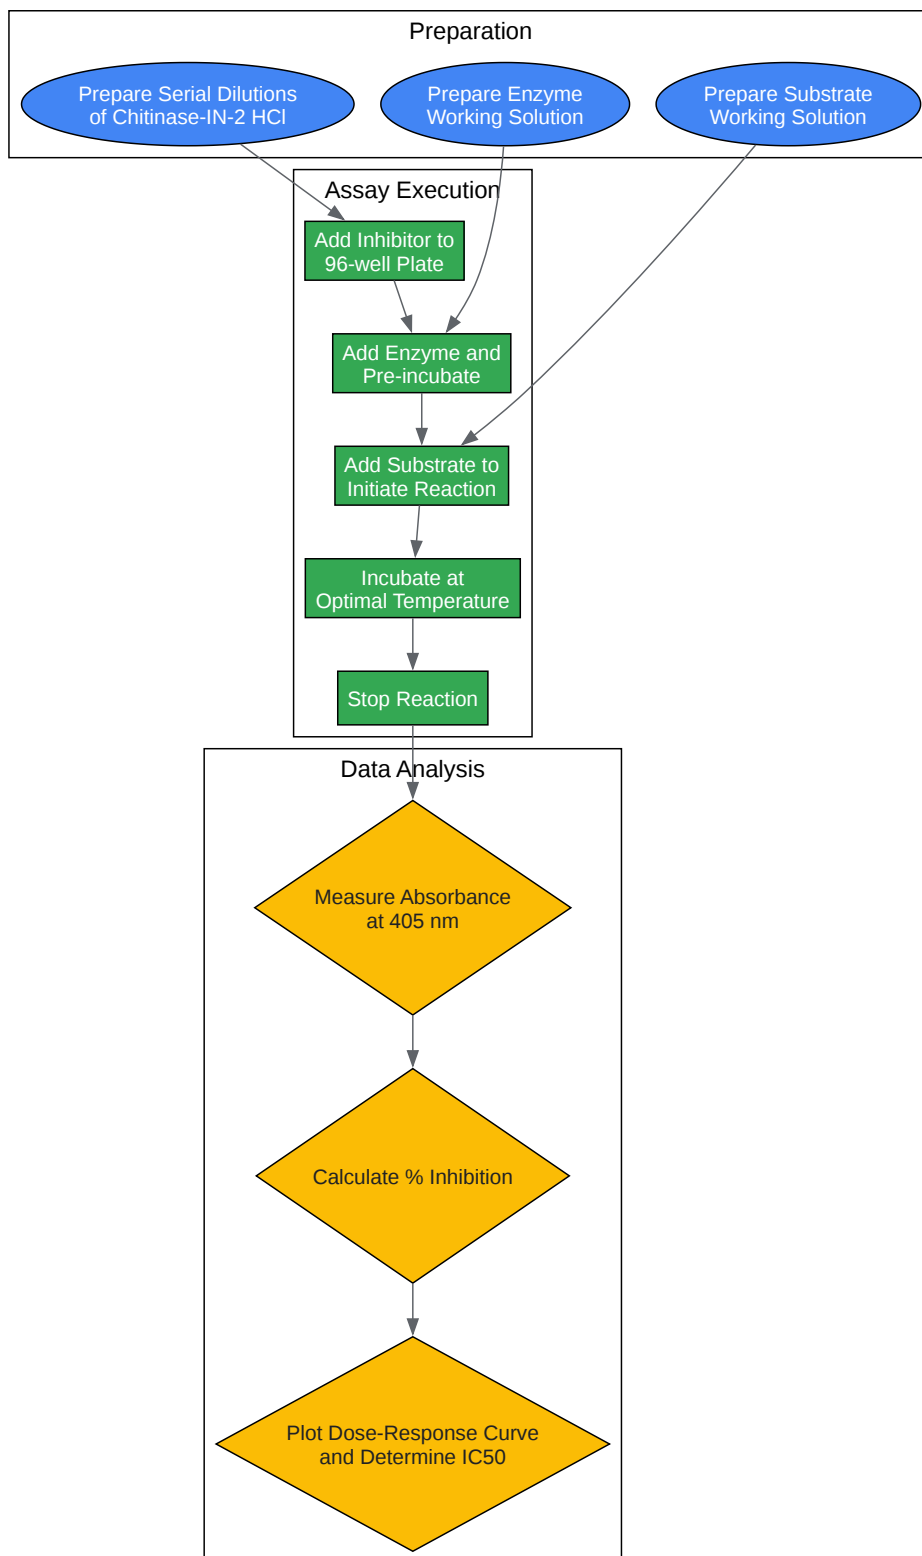 Preparation
Prepare Serial Dilutions
of Chitinase-IN-2 HCl
Prepare Enzyme
Working Solution
Prepare Substrate
Working Solution
Assay Execution
Add Inhibitor to
96-well Plate
Add Enzyme and
Pre-incubate
Add Substrate to
Initiate Reaction
Incubate at
Optimal Temperature
Stop Reaction
Data Analysis
Measure Absorbance
at 405 nm
Calculate % Inhibition
Plot Dose-Response Curve
and Determine IC50